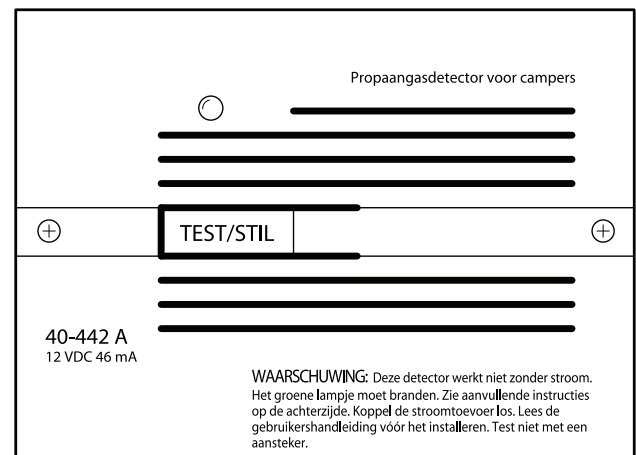 Propaangasdetector voor campers
TEST/STIL
40-442 A
12 VDC 46 mA
WAARSCHUWING: Deze detector werkt niet zonder stroom.
Het groene lampje moet branden. Zie aanvullende instructies
op de achterzijde. Koppel de stroomtoevoer los. Lees de
gebruikershandleiding vóór het installeren. Test niet met een
aansteker.